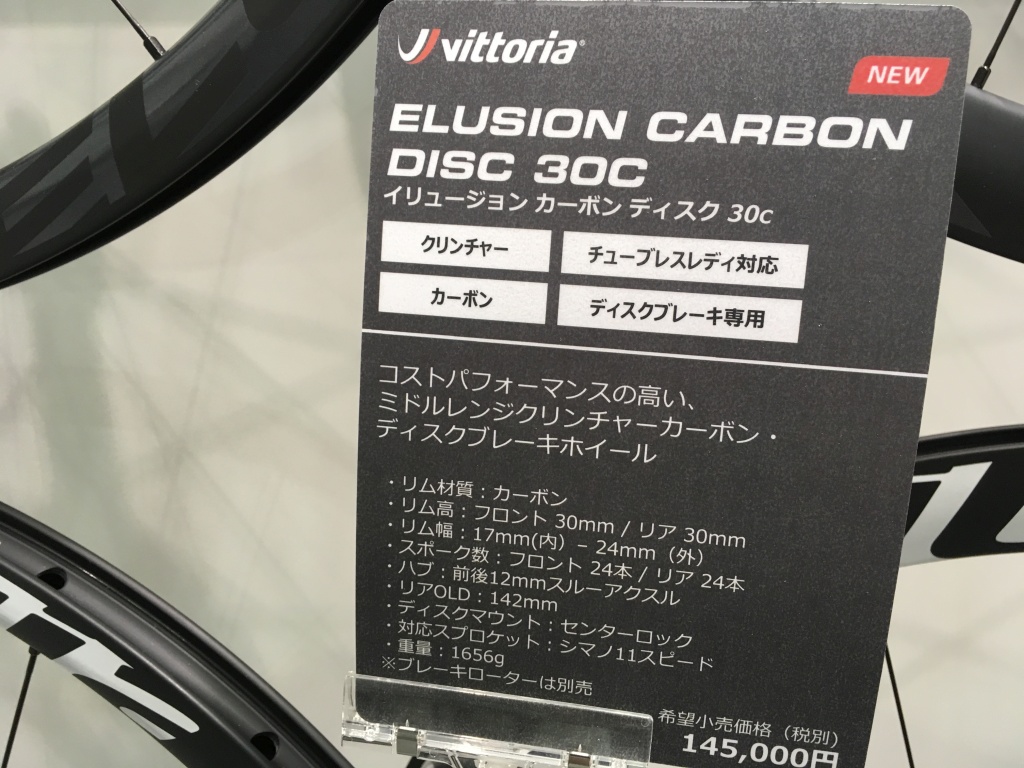 vittoria
NEW
ELUSION CARBON
DISC 30C
イリュージョン カーボン ディスク 30c
クリンチャー
チューブレスレディ対応
カーボン
ディスクブレーキ専用
コストパフォーマンスの高い、
ミドルレンジクリンチャーカーボン・
ディスクブレーキホイール
・リム材質：カーボン
・リム高：フロント 30mm / リア 30mm
・リム幅：17mm(内) – 24mm（外）
・スポーク数：フロント 24本 / リア 24本
・ハブ：前後12mmスルーアクスル
・リアOLD：142mm
・ディスクマウント：センターロック
・対応スプロケット：シマノ11スピード
・重量：1656g
※ブレーキローターは別売
希望小売価格（税別）
145,000円